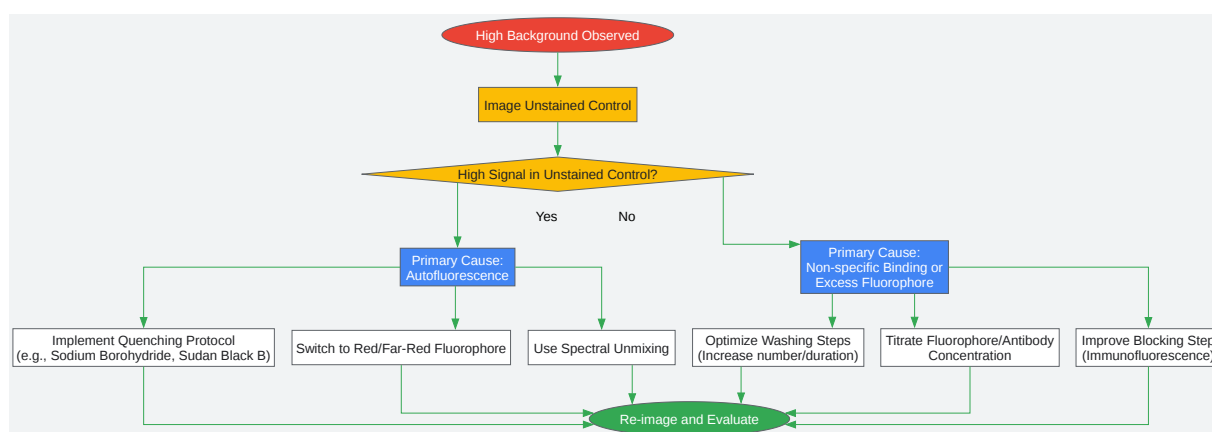 High Background Observed
Image Unstained Control
High Signal in Unstained Control?
Yes
No
Primary Cause:
Autofluorescence
Primary Cause:
Non-specific Binding or
Excess Fluorophore
Implement Quenching Protocol
(e.g., Sodium Borohydride, Sudan Black B)
Switch to Red/Far-Red Fluorophore
Use Spectral Unmixing
Optimize Washing Steps
(Increase number/duration)
Titrate Fluorophore/Antibody
Concentration
Improve Blocking Step
(Immunofluorescence)
Re-image and Evaluate